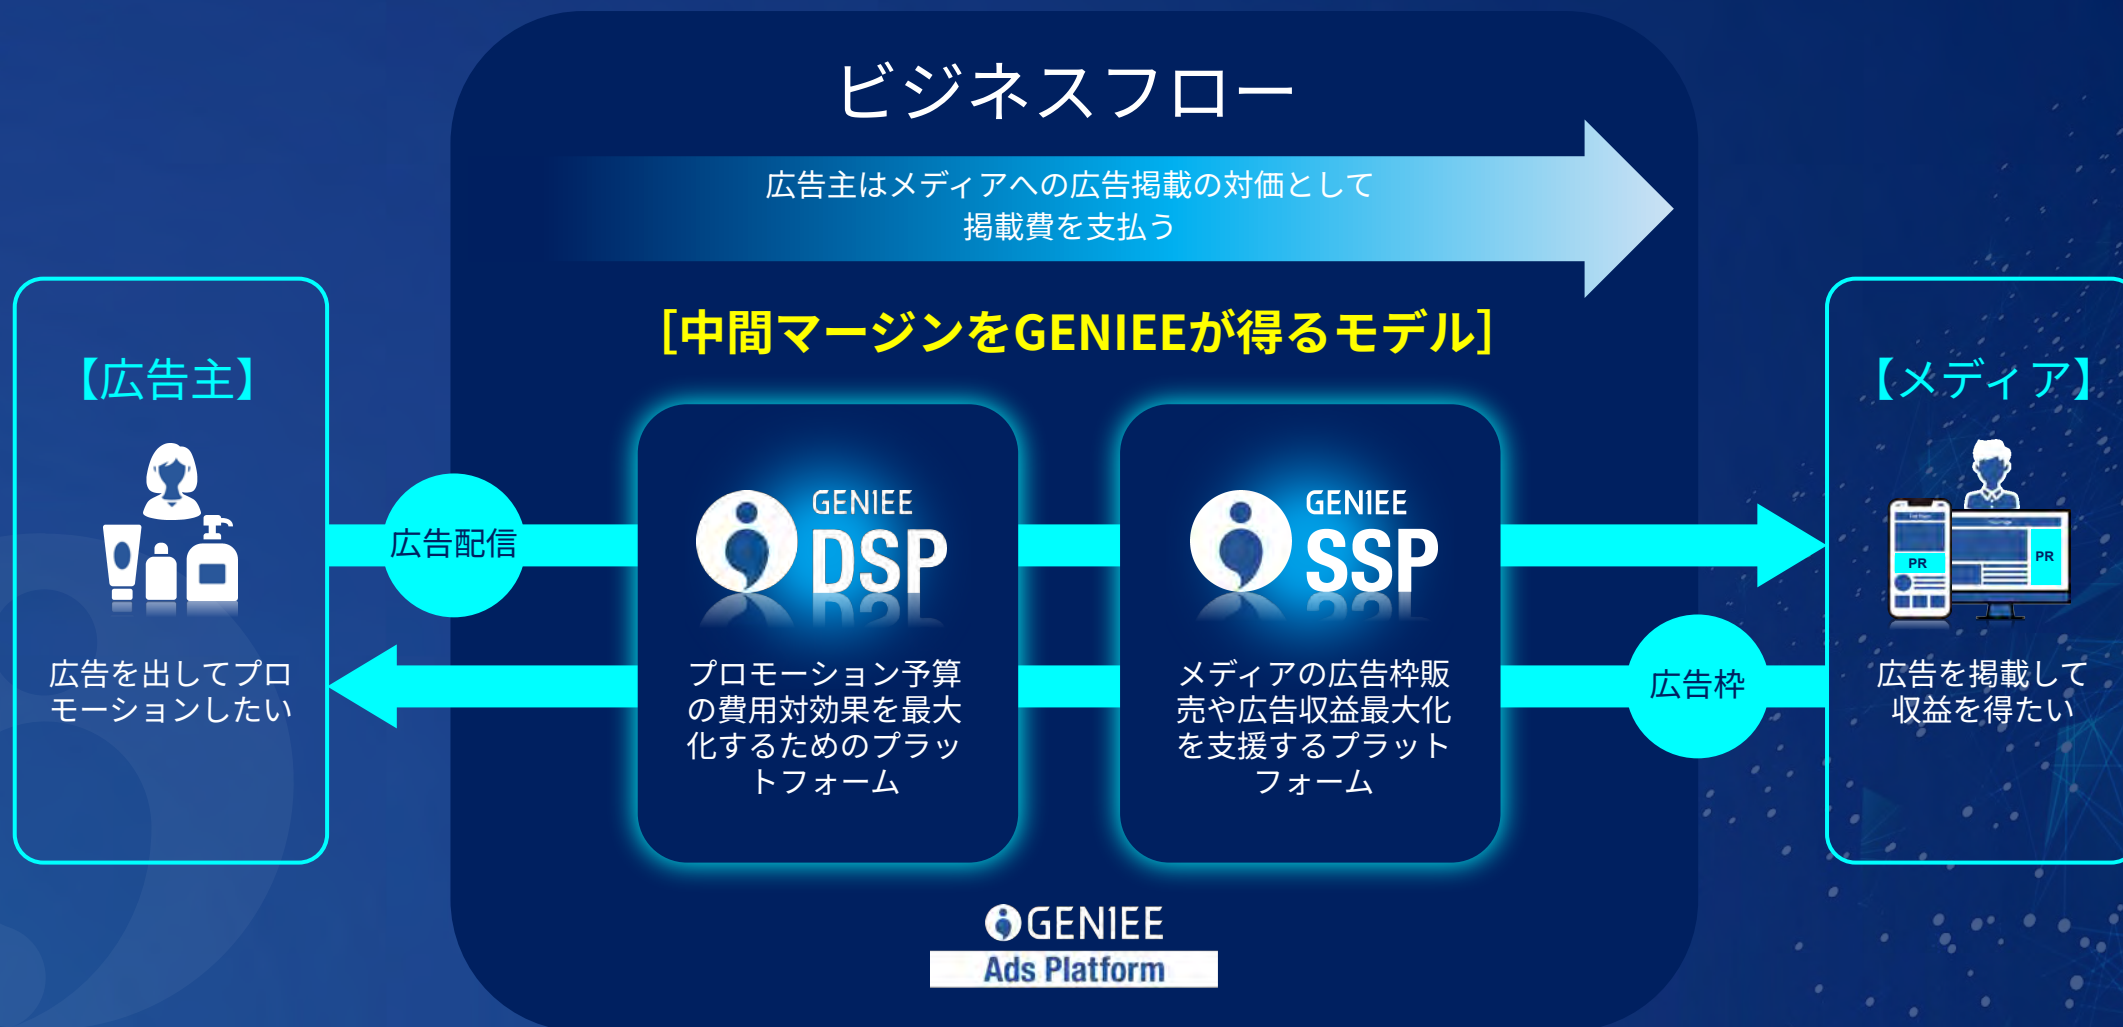 ビジネスフロー
広告主はメディアへの広告掲載の対価として
掲載費を支払う
[中間マージンをGENIEEが得るモデル]
【広告主】
広告を出してプロ
モーションしたい
広告配信
GENIEE
DSP
プロモーション予算
の費用対効果を最大
化するためのプラッ
トフォーム
GENIEE
SSP
メディアの広告枠販
売や広告収益最大化
を支援するプラット
フォーム
広告枠
【メディア】
PR
PR
広告を掲載して
収益を得たい
GENIEE
Ads Platform